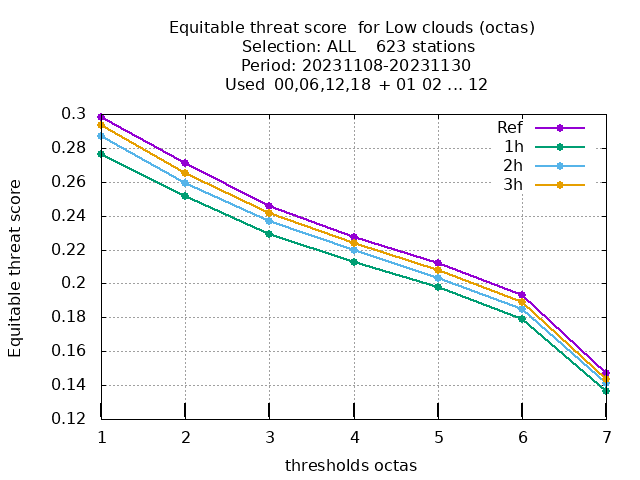 Equitable threat score  for Low clouds (octas)
Selection: ALL    623 stations
Period: 20231108-20231130
Used  00,06,12,18  + 01 02 ... 12
0.3
0.28
0.26
0.24
0.22
0.2
0.18
0.16
0.14
0.12
Equitable threat score
Ref
1h
2h
3h
1 2 3 4 5 6 7
thresholds octas